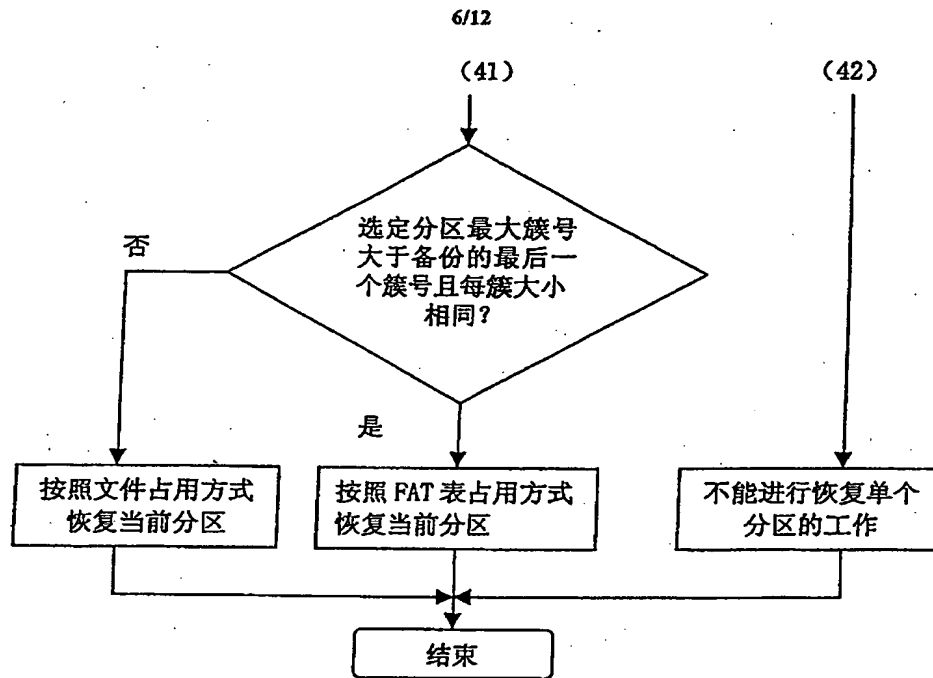 6/12
(41)
(42)
选定分区最大簇号
大于备份的最后一
个簇号且每簇大小
相同?
否
是
按照文件占用方式
恢复当前分区
按照 FAT 表占用方式
恢复当前分区
不能进行恢复单个
分区的工作
结束